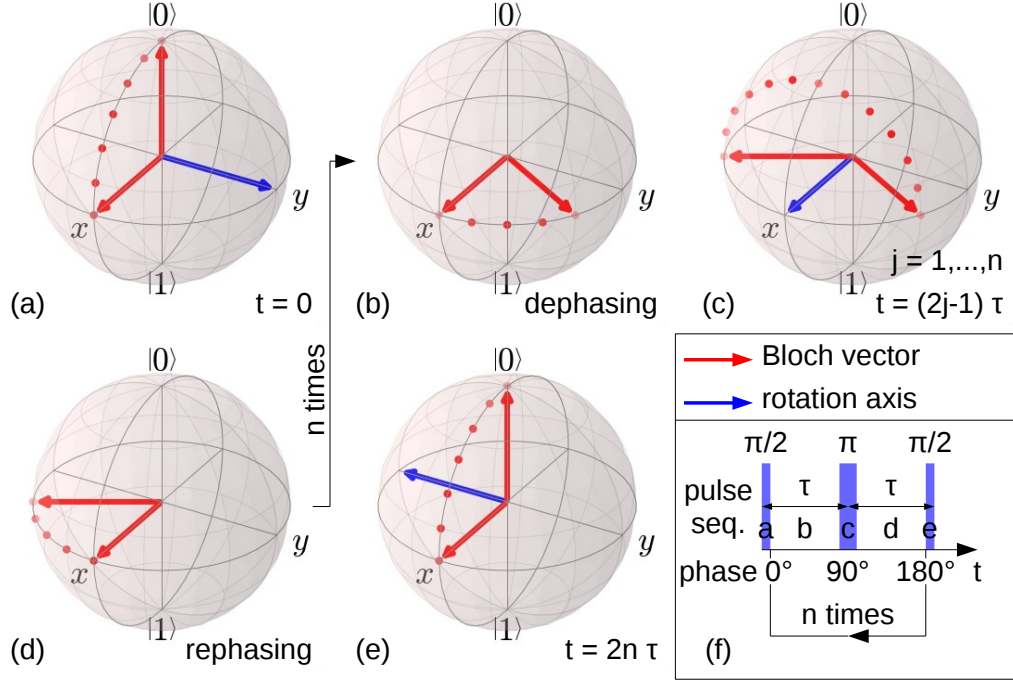 |0⟩
y
x
|1⟩
(a)
t = 0
|0⟩
y
x
|1⟩
(b)
dephasing
|0⟩
y
x
|1⟩
j = 1,...,n
(c)
t = (2j-1) τ
n times
|0⟩
y
x
|1⟩
(d)
rephasing
|0⟩
y
x
|1⟩
(e)
t = 2n τ
Bloch vector
rotation axis
π/2 π π/2
pulse τ τ
seq. a b c d e
phase 0° 90° 180° t
n times
(f)